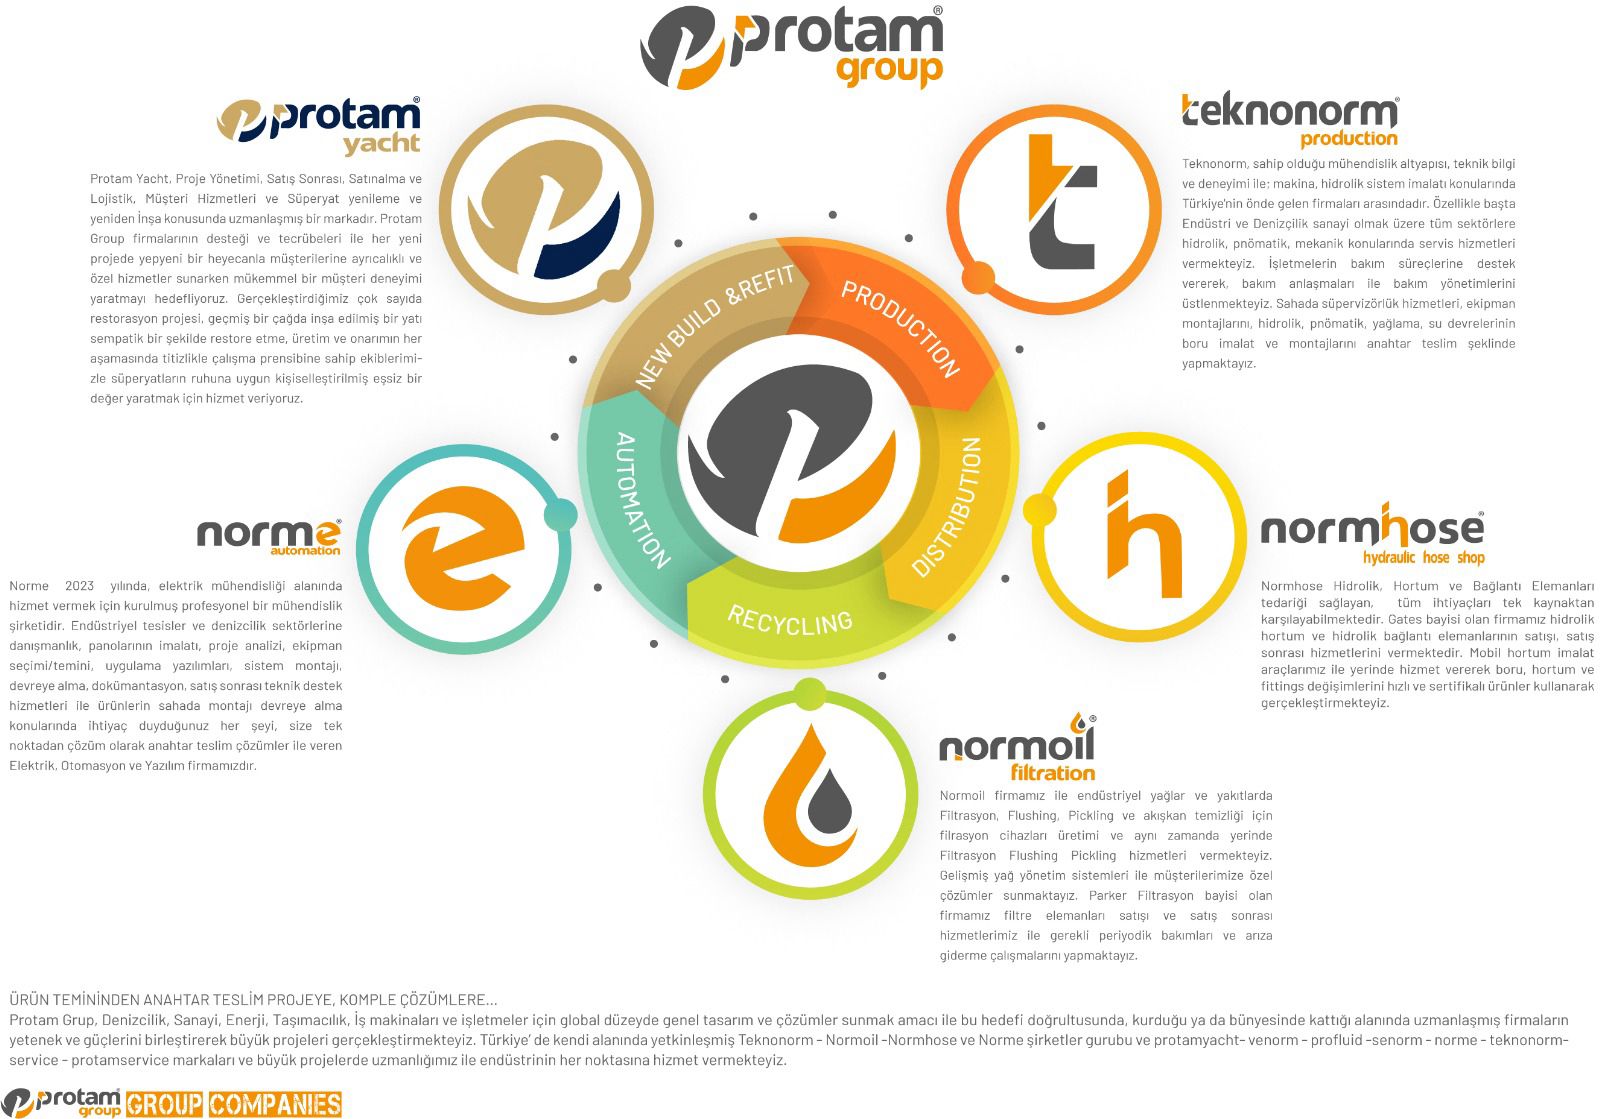 protam®
group
protam®
yacht
Protam Yacht, Proje Yönetimi, Satış Sonrası, Satınalma ve
Lojistik, Müşteri Hizmetleri ve Süperyat yenileme ve
yeniden İnşa konusunda uzmanlaşmış bir markadır. Protam
Group firmalarının desteği ve tecrübeleri ile her yeni
projede yepyeni bir heyecanla müşterilerine ayrıcalıklı ve
özel hizmetler sunarken mükemmel bir müşteri deneyimi
yaratmayı hedefliyoruz. Gerçekleştirdiğimiz çok sayıda
restorasyon projesi, geçmiş bir çağda inşa edilmiş bir yatı
sempatik bir şekilde restore etme, üretim ve onarımın her
aşamasında titizlikle çalışma prensibine sahip ekiblerimi-
zle süperyatların ruhuna uygun kişiselleştirilmiş eşsiz bir
değer yaratmak için hizmet veriyoruz.
teknonorm®
production
Teknonorm, sahip olduğu mühendislik altyapısı, teknik bilgi
ve deneyimi ile; makina, hidrolik sistem imalatı konularında
Türkiye'nin önde gelen firmaları arasındadır. Özellikle başta
Endüstri ve Denizçilik sanayi olmak üzere tüm sektörlere
hidrolik, pnömatik, mekanik konularında servis hizmetleri
vermekteyiz. İşletmelerin bakım süreçlerine destek
vererek, bakım anlaşmaları ile bakım yönetimlerini
üstlenmekteyiz. Sahada süpervizörlük hizmetleri, ekipman
montajlarını, hidrolik, pnömatik, yağlama, su devrelerinin
boru imalat ve montajlarını anahtar teslim şeklinde
yapmaktayız.
NEW BUILD &REFIT
PRODUCTION
DISTRIBUTION
RECYCLING
AUTOMATION
norme®
automation
Norme 2023 yılında, elektrik mühendisliği alanında
hizmet vermek için kurulmuş profesyonel bir mühendislik
şirketidir. Endüstriyel tesisler ve denizcilik sektörlerine
danışmanlık, panolarının imalatı, proje analizi, ekipman
seçimi/temini, uygulama yazılımları, sistem montajı,
devreye alma, dokümantasyon, satış sonrası teknik destek
hizmetleri ile ürünlerin sahada montajı devreye alma
konularında ihtiyaç duyduğunuz her şeyi, size tek
noktadan çözüm olarak anahtar teslim çözümler ile veren
Elektrik, Otomasyon ve Yazılım firmamızdır.
normhose®
hydraulic hose shop
Normhose Hidrolik, Hortum ve Bağlantı Elemanları
tedariği sağlayan, tüm ihtiyaçları tek kaynaktan
karşılayabilmektedir. Gates bayisi olan firmamız hidrolik
hortum ve hidrolik bağlantı elemanlarının satışı, satış
sonrası hizmetlerini vermektedir. Mobil hortum imalat
araçlarımız ile yerinde hizmet vererek boru, hortum ve
fittings değişimlerini hızlı ve sertifikalı ürünler kullanarak
gerçekleştirmekteyiz.
normoil®
filtration
Normoil firmamız ile endüstriyel yağlar ve yakıtlarda
Filtrasyon, Flushing, Pickling ve akışkan temizliği için
filrasyon cihazları üretimi ve aynı zamanda yerinde
Filtrasyon Flushing Pickling hizmetleri vermekteyiz.
Gelişmiş yağ yönetim sistemleri ile müşterilerimize özel
çözümler sunmaktayız. Parker Filtrasyon bayisi olan
firmamız filtre elemanları satışı ve satış sonrası
hizmetlerimiz ile gerekli periyodik bakımları ve arıza
giderme çalışmalarını yapmaktayız.
ÜRÜN TEMİNİNDEN ANAHTAR TESLİM PROJEYE, KOMPLE ÇÖZÜMLERE...
Protam Grup, Denizcilik, Sanayi, Enerji, Taşımacılık, İş makinaları ve işletmeler için global düzeyde genel tasarım ve çözümler sunmak amacı ile bu hedefi doğrultusunda, kurduğu ya da bünyesinde kattığı alanında uzmanlaşmış firmaların
yetenek ve güçlerini birleştirerek büyük projeleri gerçekleştirmekteyiz. Türkiye' de kendi alanında yetkinleşmiş Teknonorm - Normoil -Normhose ve Norme şirketler gurubu ve protamyacht- venorm - profluid -senorm - norme - teknonorm-
service - protamservice markaları ve büyük projelerde uzmanlığımız ile endüstrinin her noktasına hizmet vermekteyiz.
protam®
group GROUP COMPANIES